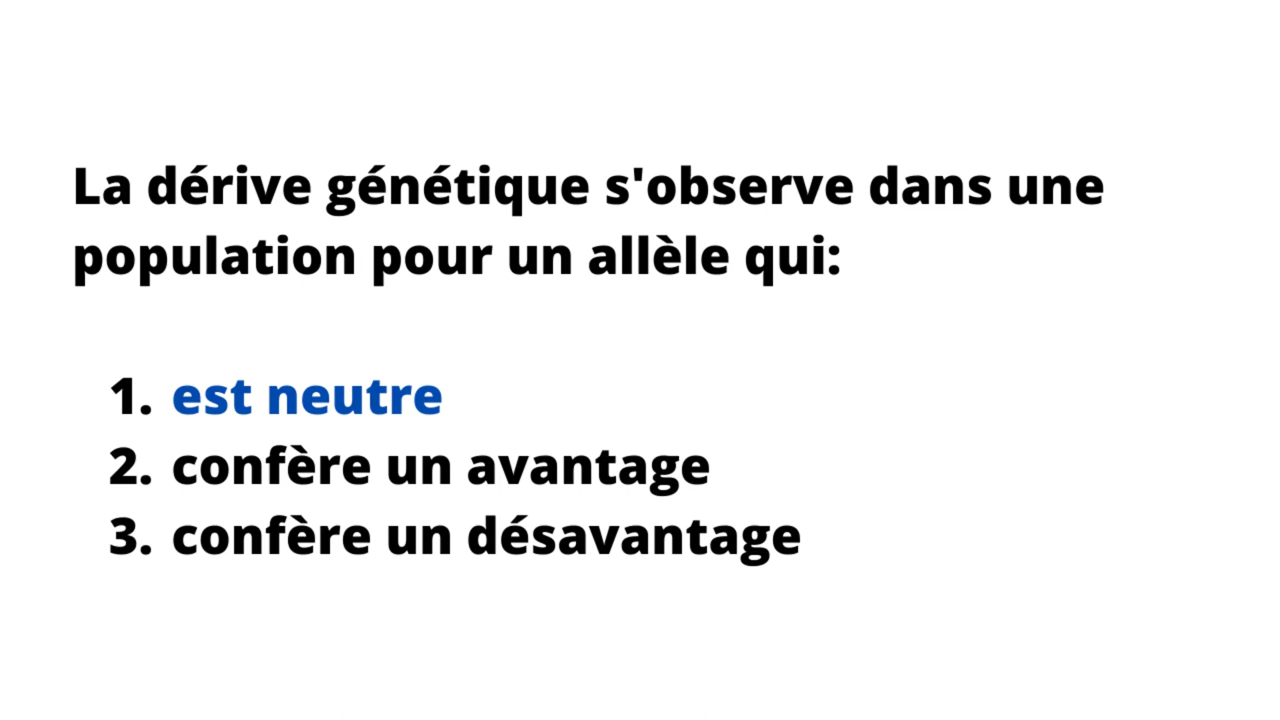 La dérive génétique s'observe dans une
population pour un allèle qui:
1. est neutre
2. confère un avantage
3. confère un désavantage